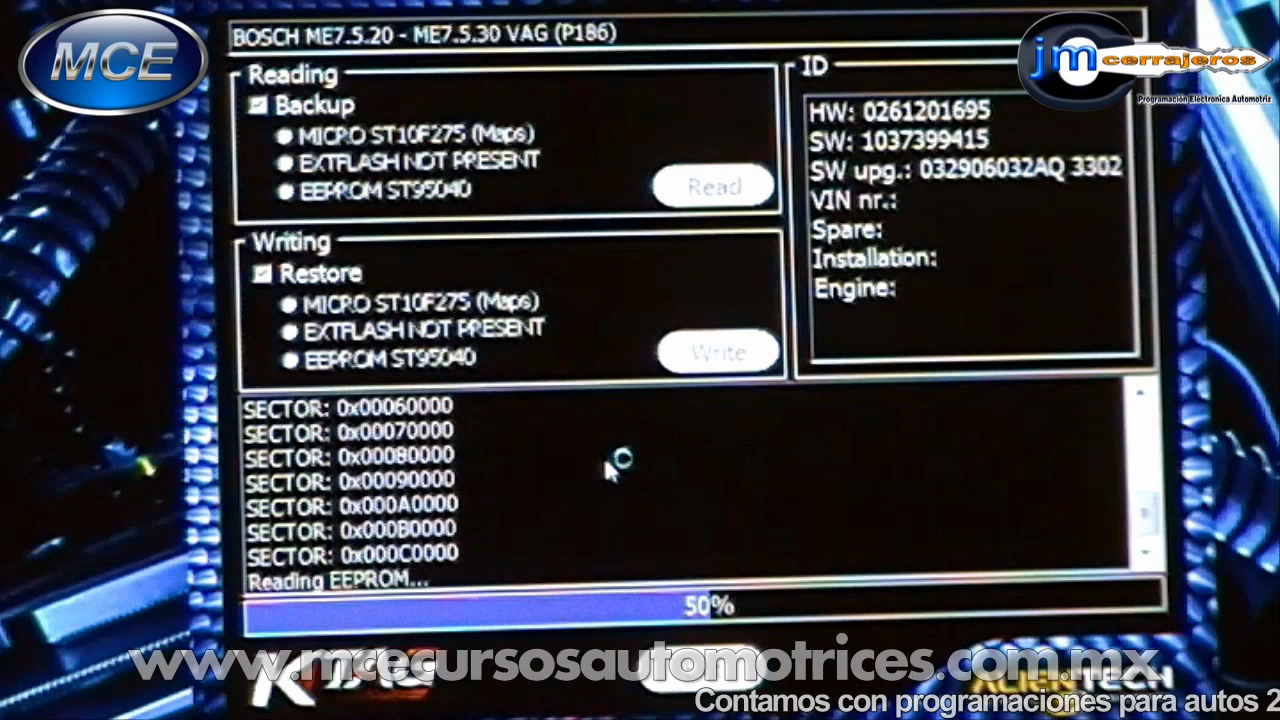 MCE
BOSCH ME7.5.20 - ME7.5.30 VAG (P186)
jm cerrajeros
Programación Electronica Automotriz
Reading
Backup
MICRO ST10F275 (Maps)
EXTFLASH NOT PRESENT
EEPROM ST95040
Read
Writing
Restore
MICRO ST10F275 (Maps)
EXTFLASH NOT PRESENT
EEPROM ST95040
Write
ID
HW: 0261201695
SW: 1037399415
SW upg.: 032906032AQ 3302
VIN nr.:
Spare:
Installation:
Engine:
SECTOR: 0x00060000
SECTOR: 0x00070000
SECTOR: 0x00080000
SECTOR: 0x00090000
SECTOR: 0x000A0000
SECTOR: 0x000B0000
SECTOR: 0x000C0000
Reading EEPROM...
50%
www.mcecursosautomotrices.com.mx
K-TAG
ALIENTECH
Contamos con programaciones para autos 2